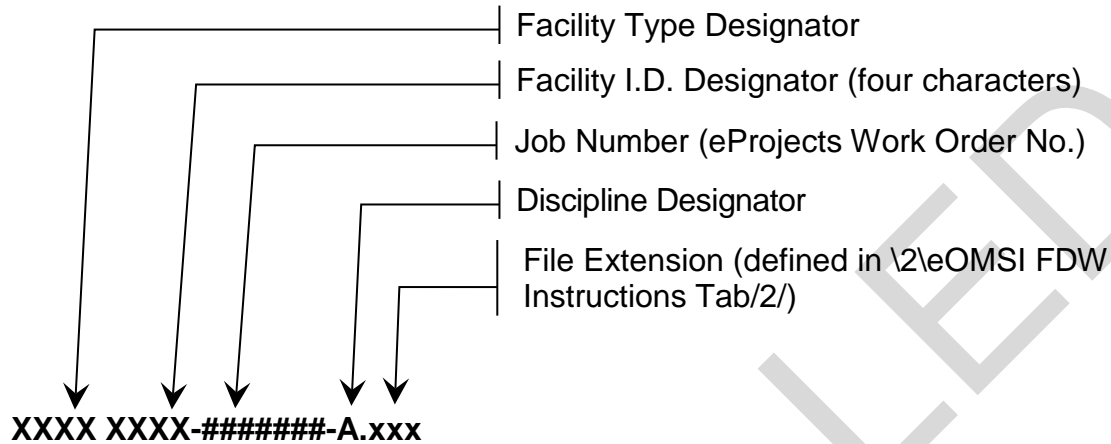 Facility Type Designator
Facility I.D. Designator (four characters)
Job Number (eProjects Work Order No.)
Discipline Designator
File Extension (defined in \2\eOMSI FDW
Instructions Tab/2/)
XXXX XXXX-#######-A.xxx